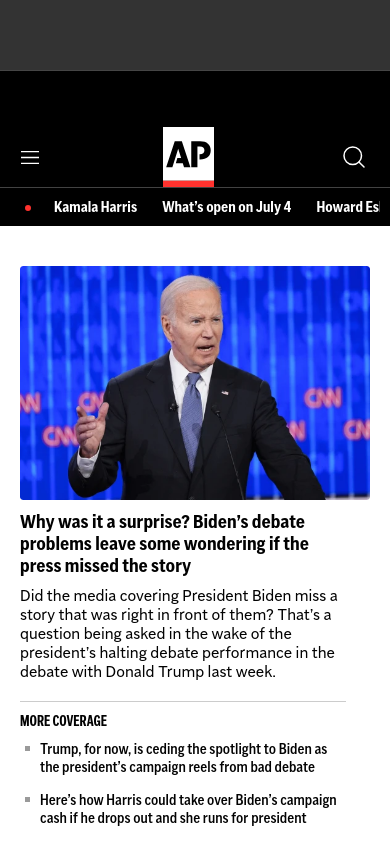 AP
Kamala Harris What’s open on July 4 Howard Es
CNN
CNN
CNN
CNN
Why was it a surprise? Biden’s debate
problems leave some wondering if the
press missed the story
Did the media covering President Biden miss a
story that was right in front of them? That’s a
question being asked in the wake of the
president’s halting debate performance in the
debate with Donald Trump last week.
MORE COVERAGE
Trump, for now, is ceding the spotlight to Biden as
the president’s campaign reels from bad debate
Here’s how Harris could take over Biden’s campaign
cash if he drops out and she runs for president